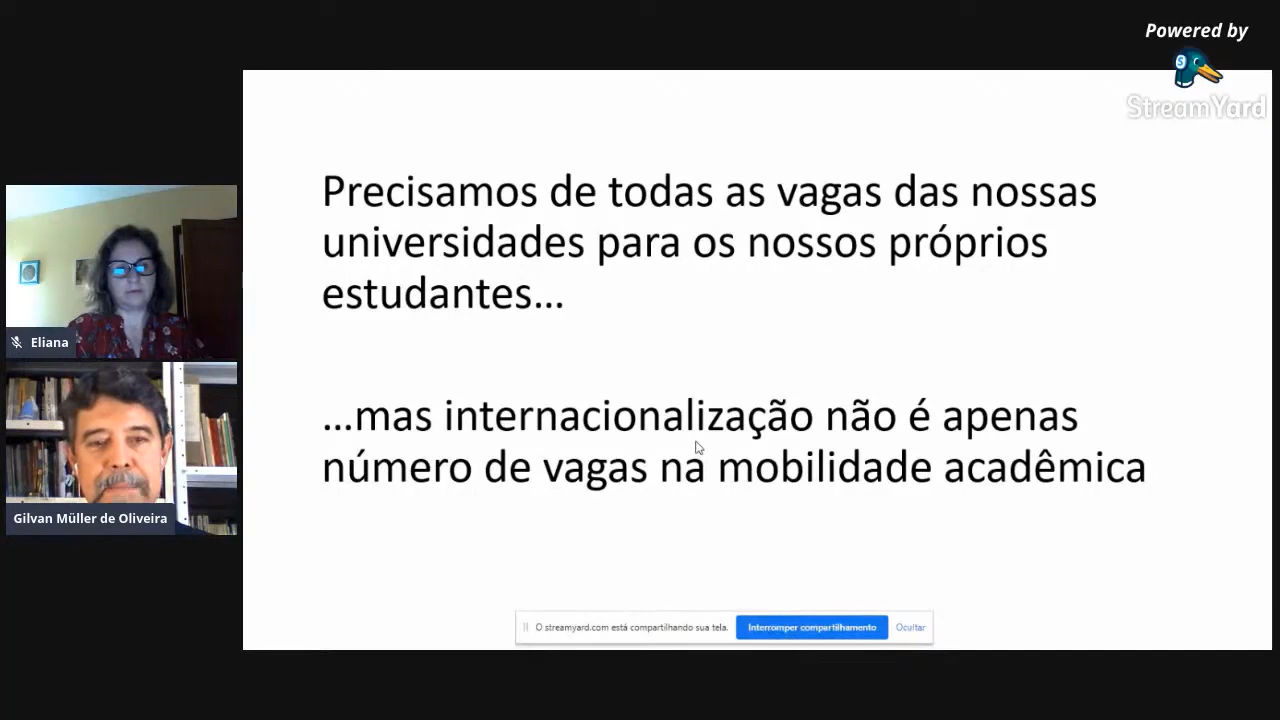 Powered by
StreamYard
Precisamos de todas as vagas das nossas
universidades para os nossos próprios
estudantes...
...mas internacionalização não é apenas
número de vagas na mobilidade acadêmica
Eliana
Gilvan Müller de Oliveira
O streamyard.com está compartilhando sua tela.
Interromper compartilhamento
Ocultar